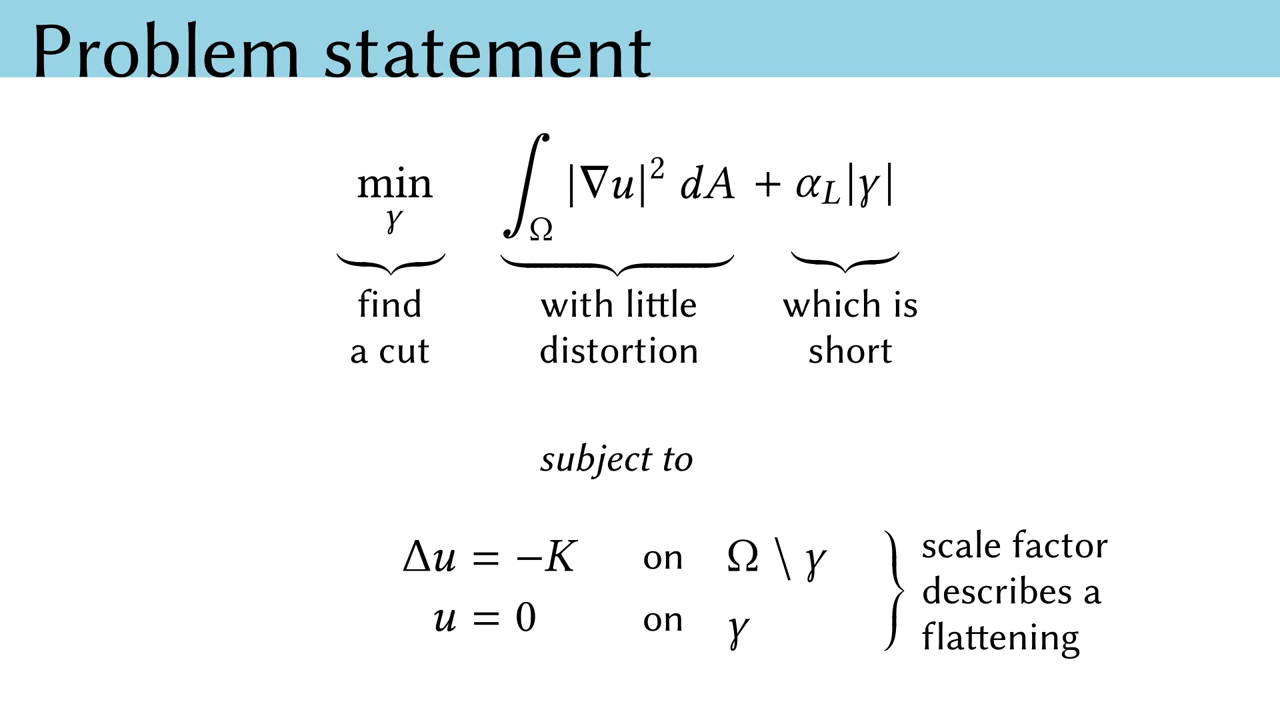 Problem statement
min_γ ∫_Ω |∇u|² dA + α_L|γ|
find a cut
with little distortion
which is short
subject to
Δu = −K on Ω \ γ
u = 0 on γ
scale factor
describes a
flattening